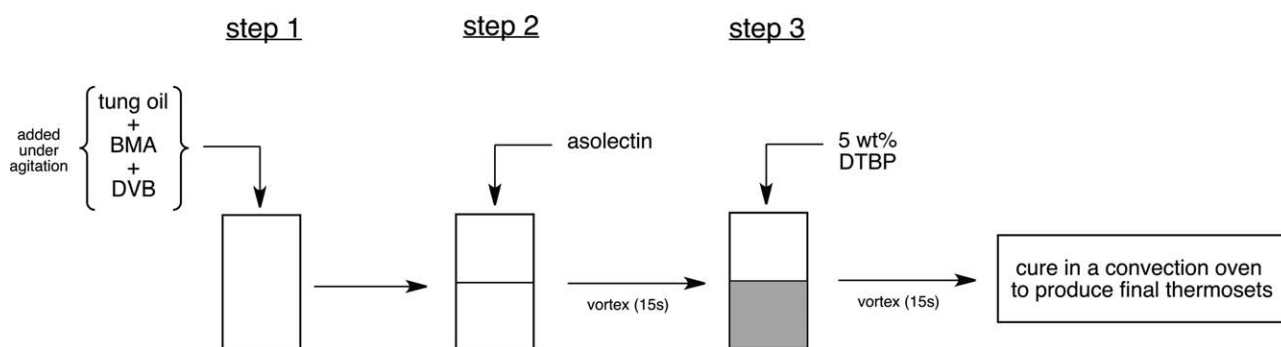 step 1
step 2
step 3
added
under
agitation
tung oil
+
BMA
+
DVB
asolectin
5 wt%
DTBP
vortex (15s)
vortex (15s)
cure in a convection oven
to produce final thermosets